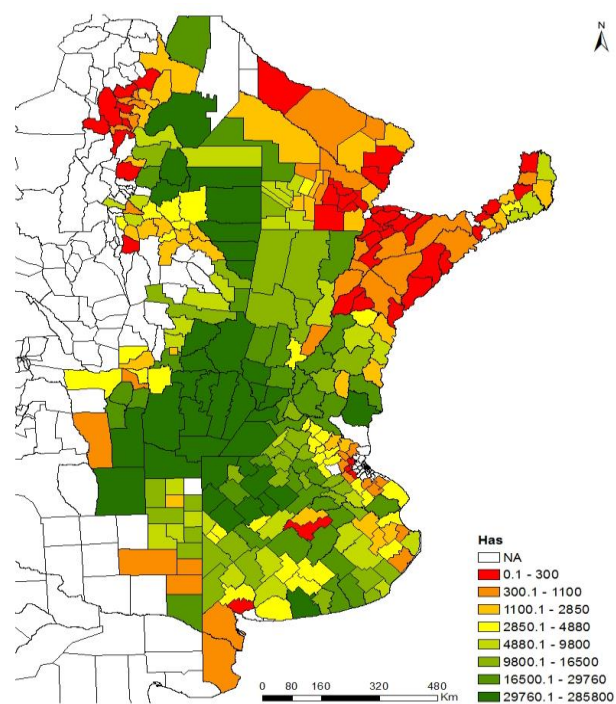 N
Has
NA
0.1 - 300
300.1 - 1100
1100.1 - 2850
2850.1 - 4880
4880.1 - 9800
9800.1 - 16500
16500.1 - 29760
29760.1 - 285800
0 80 160 320 480
Km